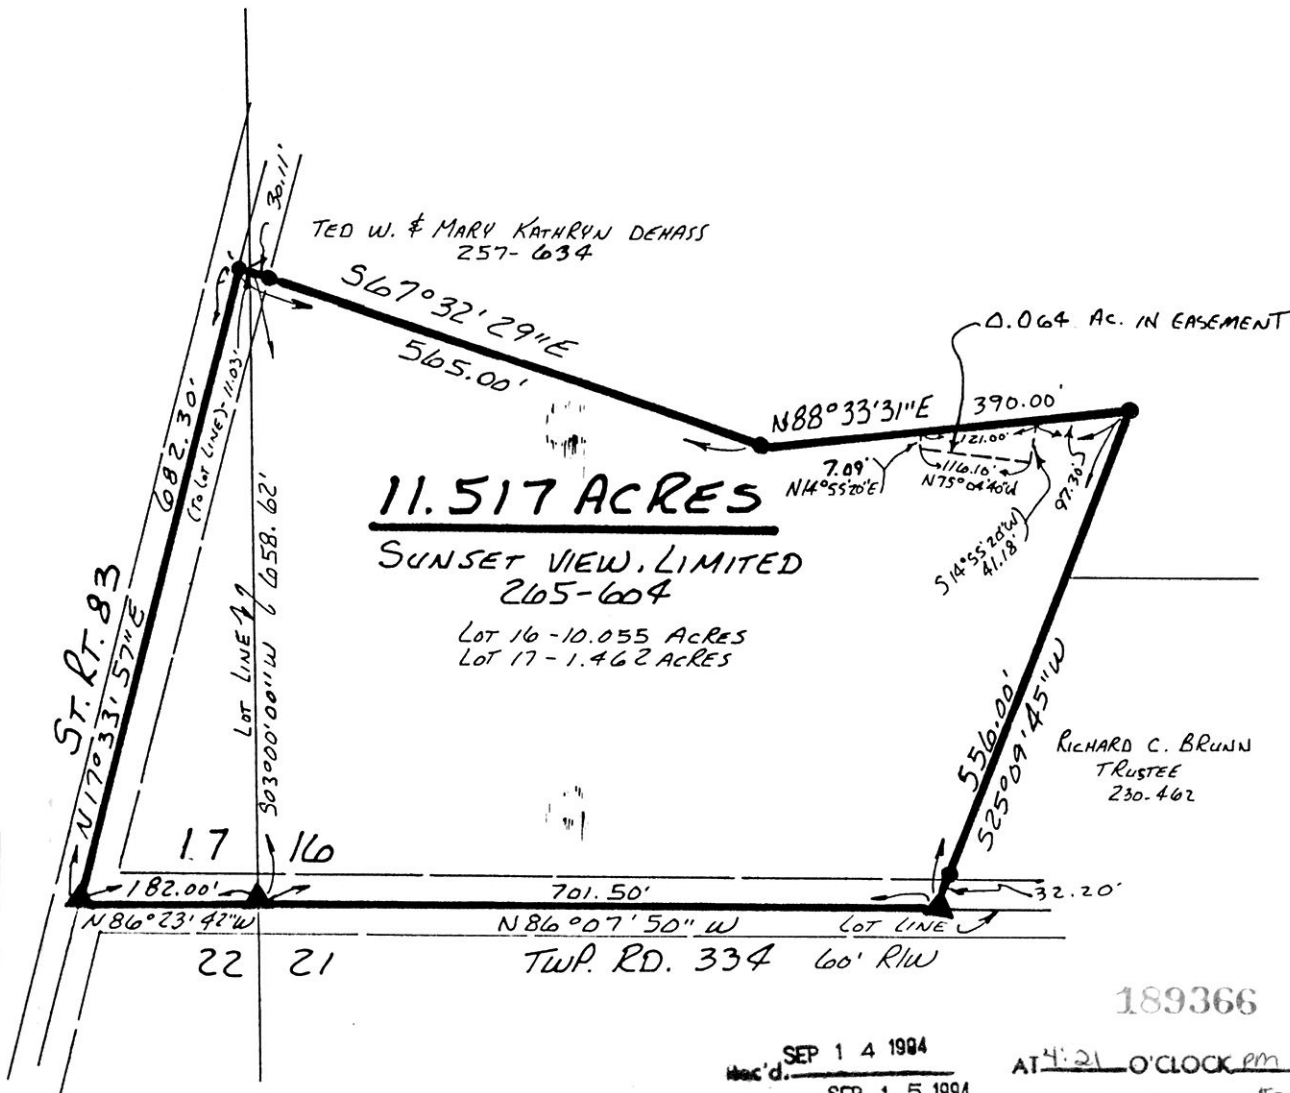 30.11'
TED W. & MARY KATHRYN DEHASS
257-634
S67°32'29"E
565.00'
0.064 AC. IN EASEMENT
N88°33'31"E 390.00'
121.00'
7.09'
N14°55'20"E
116.10'
N75°04'40"W
97.30'
S14°55'20"W
41.18'
682.30'
(TO LOT LINE)-11.03'
11.517 ACRES
SUNSET VIEW, LIMITED
265-604
LOT 16-10.055 ACRES
LOT 17-1.462 ACRES
ST. RT. 83
N17°33'57"E
LOT LINE
S03°00'00"W 658.62'
556.00'
S25°09'45"W
RICHARD C. BRUNN
TRUSTEE
230-462
17 16
182.00'
701.50'
32.20'
N86°23'42"W
N86°07'50"W
LOT LINE
22 21
TWP. RD. 334 60' R/W
189366
Rec'd. SEP 14 1994 AT 4:21 O'CLOCK PM
SEP 15 1994